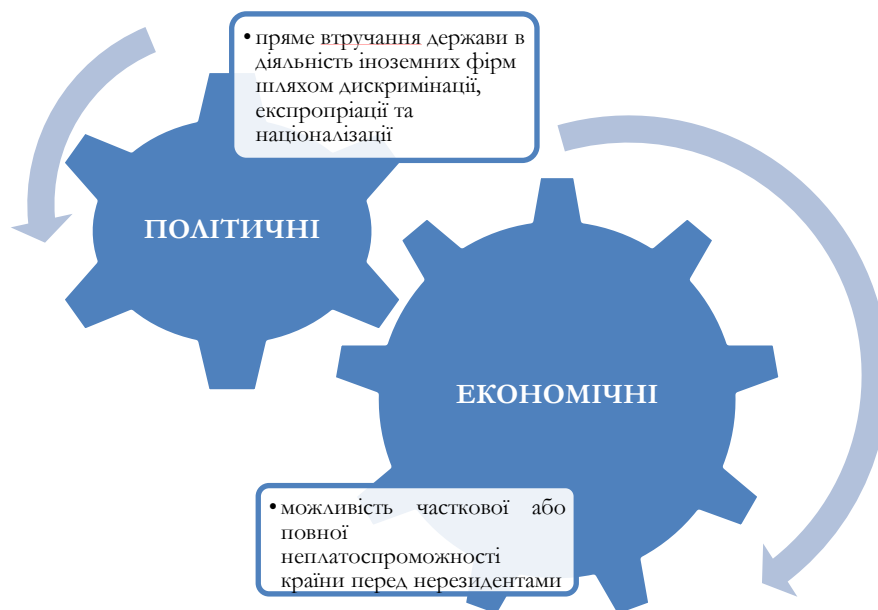 • пряме втручання держави в
діяльність іноземних фірм
шляхом дискримінації,
експропріації та
націоналізації
ПОЛІТИЧНІ
ЕКОНОМІЧНІ
• можливість часткової або
повної
неплатоспроможності
країни перед нерезидентами